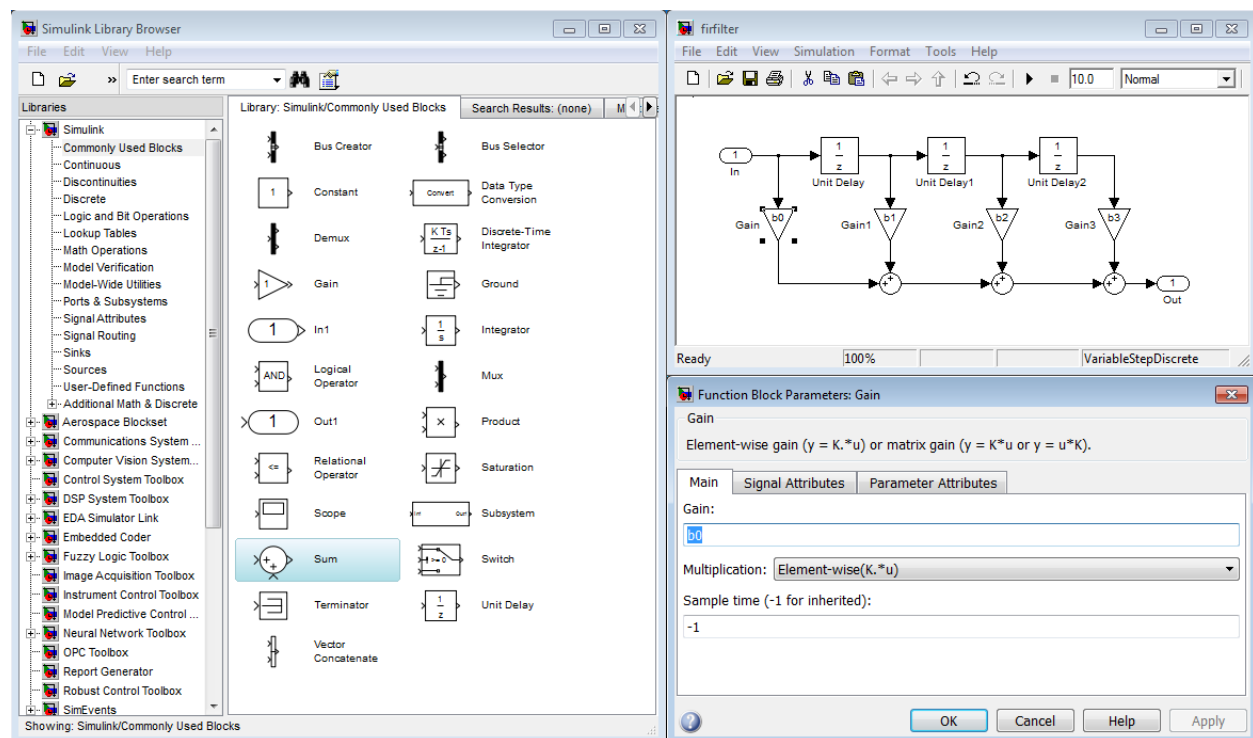 Simulink Library Browser
File Edit View Help
» Enter search term
Libraries
Simulink
Commonly Used Blocks
Continuous
Discontinuities
Discrete
Logic and Bit Operations
Lookup Tables
Math Operations
Model Verification
Model-Wide Utilities
Ports & Subsystems
Signal Attributes
Signal Routing
Sinks
Sources
User-Defined Functions
Additional Math & Discrete
Aerospace Blockset
Communications System ...
Computer Vision System...
Control System Toolbox
DSP System Toolbox
EDA Simulator Link
Embedded Coder
Fuzzy Logic Toolbox
Image Acquisition Toolbox
Instrument Control Toolbox
Model Predictive Control ...
Neural Network Toolbox
OPC Toolbox
Report Generator
Robust Control Toolbox
SimEvents
Library: Simulink/Commonly Used Blocks Search Results: (none) M
Bus Creator Bus Selector
1 Constant Convert Data Type
Conversion
Demux K Ts
z-1 Discrete-Time
Integrator
1 Gain Ground
1 In1 1
s Integrator
AND Logical
Operator Mux
1 Out1 × Product
<= Relational
Operator Saturation
Scope Out Subsystem
+
+ Sum >= 0 Switch
Terminator 1
z Unit Delay
Vector
Concatenate
Showing: Simulink/Commonly Used Blocks
firfilter
File Edit View Simulation Format Tools Help
10.0 Normal
1 1
z 1
z 1
z
In Unit Delay Unit Delay1 Unit Delay2
Gain b0 Gain1 b1 Gain2 b2 Gain3 b3
+ + + + + + 1
Out
Ready 100% VariableStepDiscrete
Function Block Parameters: Gain
Gain
Element-wise gain (y = K.*u) or matrix gain (y = K*u or y = u*K).
Main Signal Attributes Parameter Attributes
Gain:
b0
Multiplication: Element-wise(K.*u)
Sample time (-1 for inherited):
-1
? OK Cancel Help Apply